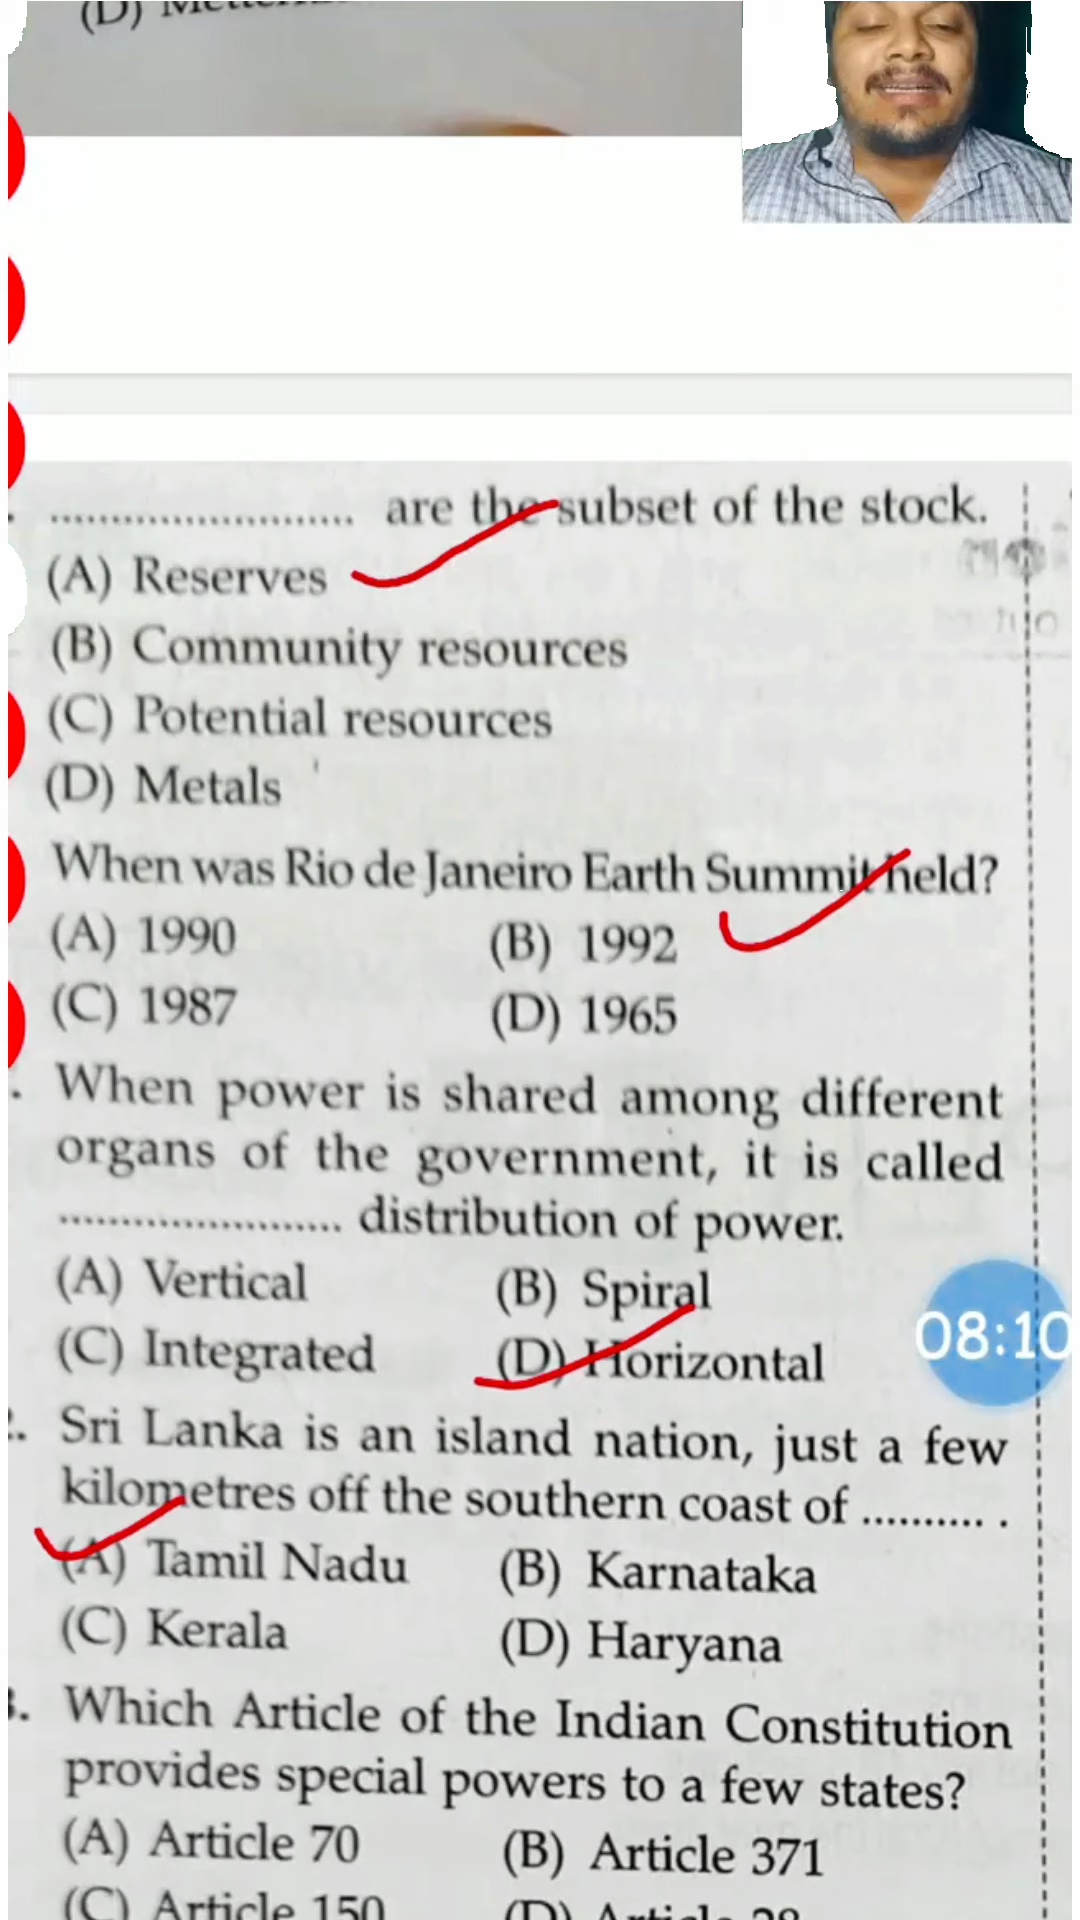 (D)
.......................... are the subset of the stock.
(A) Reserves
(B) Community resources
(C) Potential resources
(D) Metals
When was Rio de Janeiro Earth Summit held?
(A) 1990 (B) 1992
(C) 1987 (D) 1965
. When power is shared among different
organs of the government, it is called
....................... distribution of power.
(A) Vertical (B) Spiral
(C) Integrated (D) Horizontal
08:10
. Sri Lanka is an island nation, just a few
kilometres off the southern coast of .......... .
(A) Tamil Nadu (B) Karnataka
(C) Kerala (D) Haryana
. Which Article of the Indian Constitution
provides special powers to a few states?
(A) Article 70 (B) Article 371
(C) Article 150 (D) Article